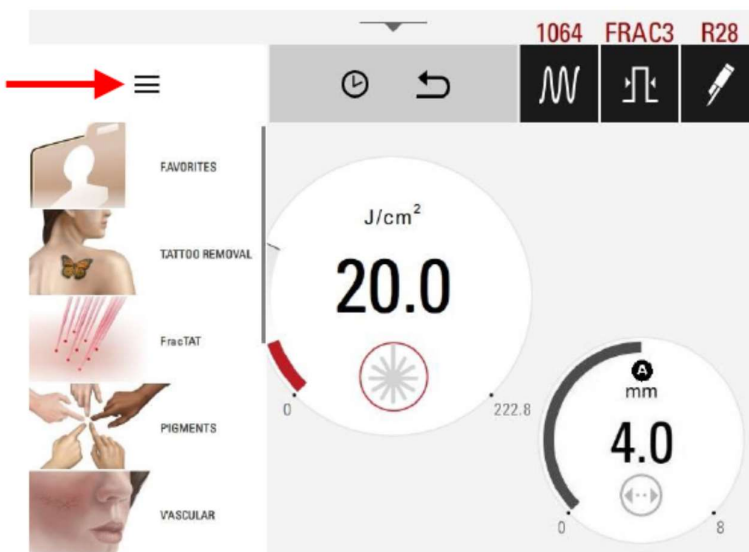 1064 FRAC3 R28
FAVORITES
TATTOO REMOVAL
FracTAT
PIGMENTS
VASCULAR
J/cm²
20.0
0 222.8
A
mm
4.0
0 8